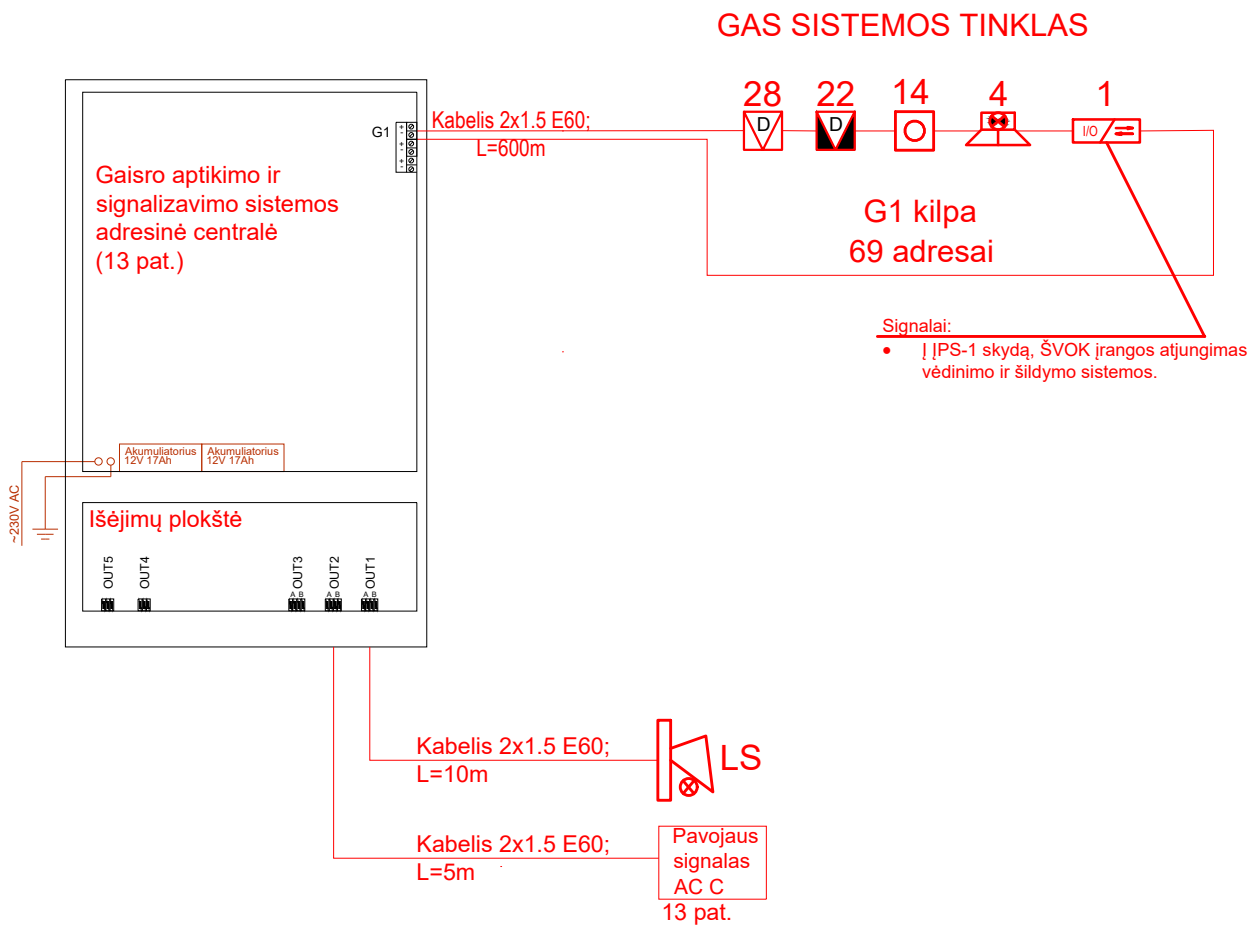 GAS SISTEMOS TINKLAS
28 22 14 4 1
D D I/O
G1
+
-
+
-
+
-
Kabelis 2x1.5 E60;
L=600m
Gaisro aptikimo ir
signalizavimo sistemos
adresinė centralė
(13 pat.)
G1 kilpa
69 adresai
Signalai:
• Į ĮPS-1 skydą, ŠVOK įrangos atjungimas
vėdinimo ir šildymo sistemos.
Akumuliatorius
12V 17Ah
Akumuliatorius
12V 17Ah
~230V AC
Išėjimų plokštė
OUT5
OUT4
OUT3
A B
OUT2
A B
OUT1
A B
Kabelis 2x1.5 E60;
L=10m
LS
Kabelis 2x1.5 E60;
L=5m
Pavojaus
signalas
AC C
13 pat.